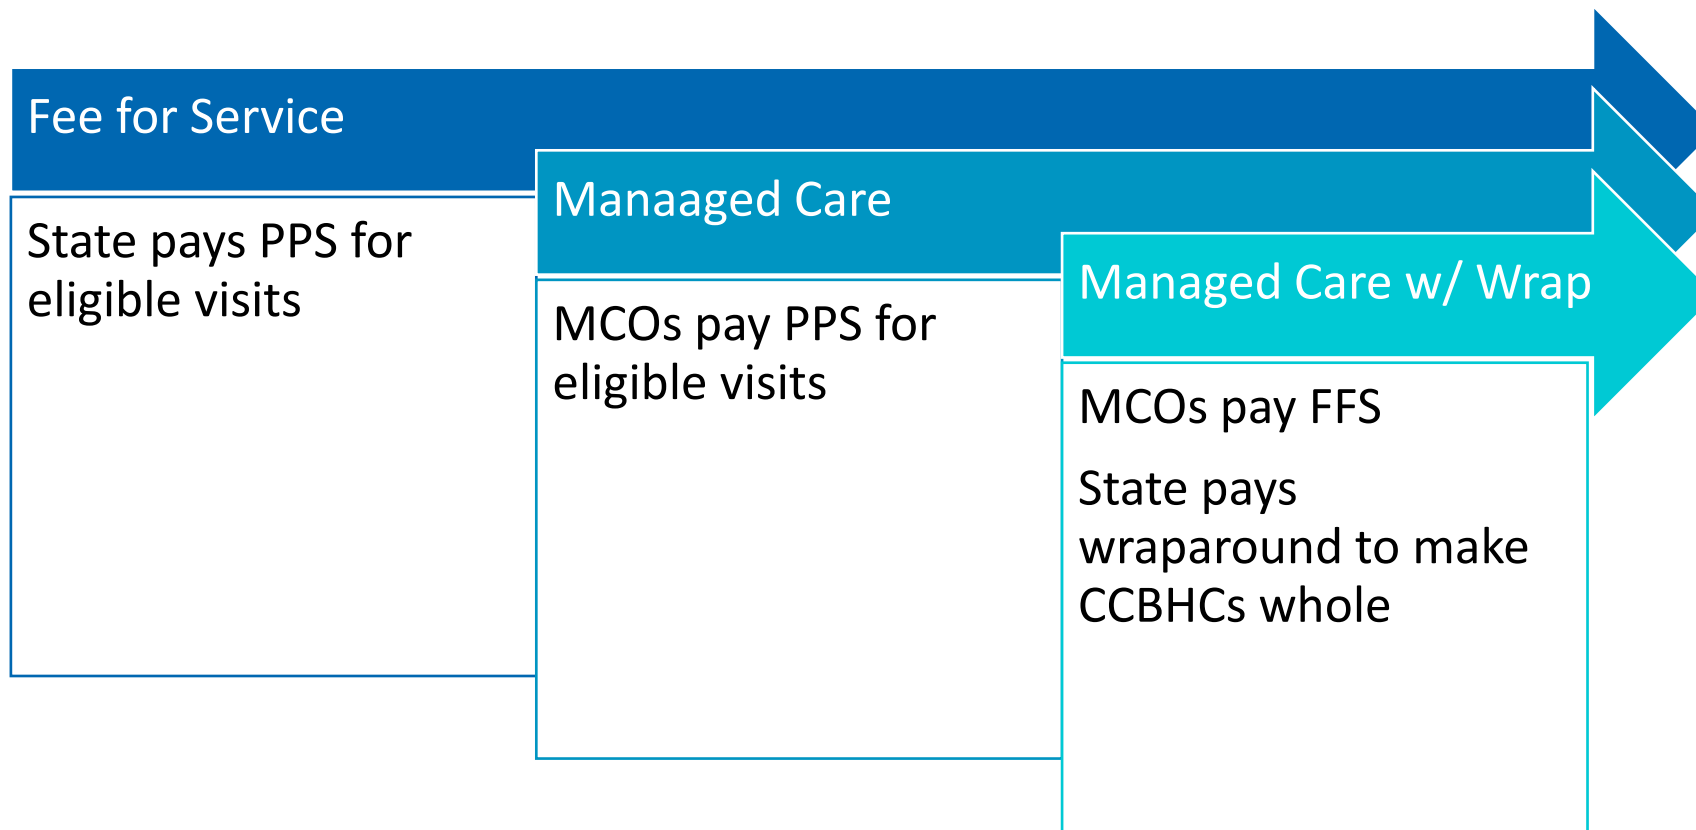 Fee for Service
State pays PPS for
eligible visits
Manaaged Care
MCOs pay PPS for
eligible visits
Managed Care w/ Wrap
MCOs pay FFS
State pays
wraparound to make
CCBHCs whole